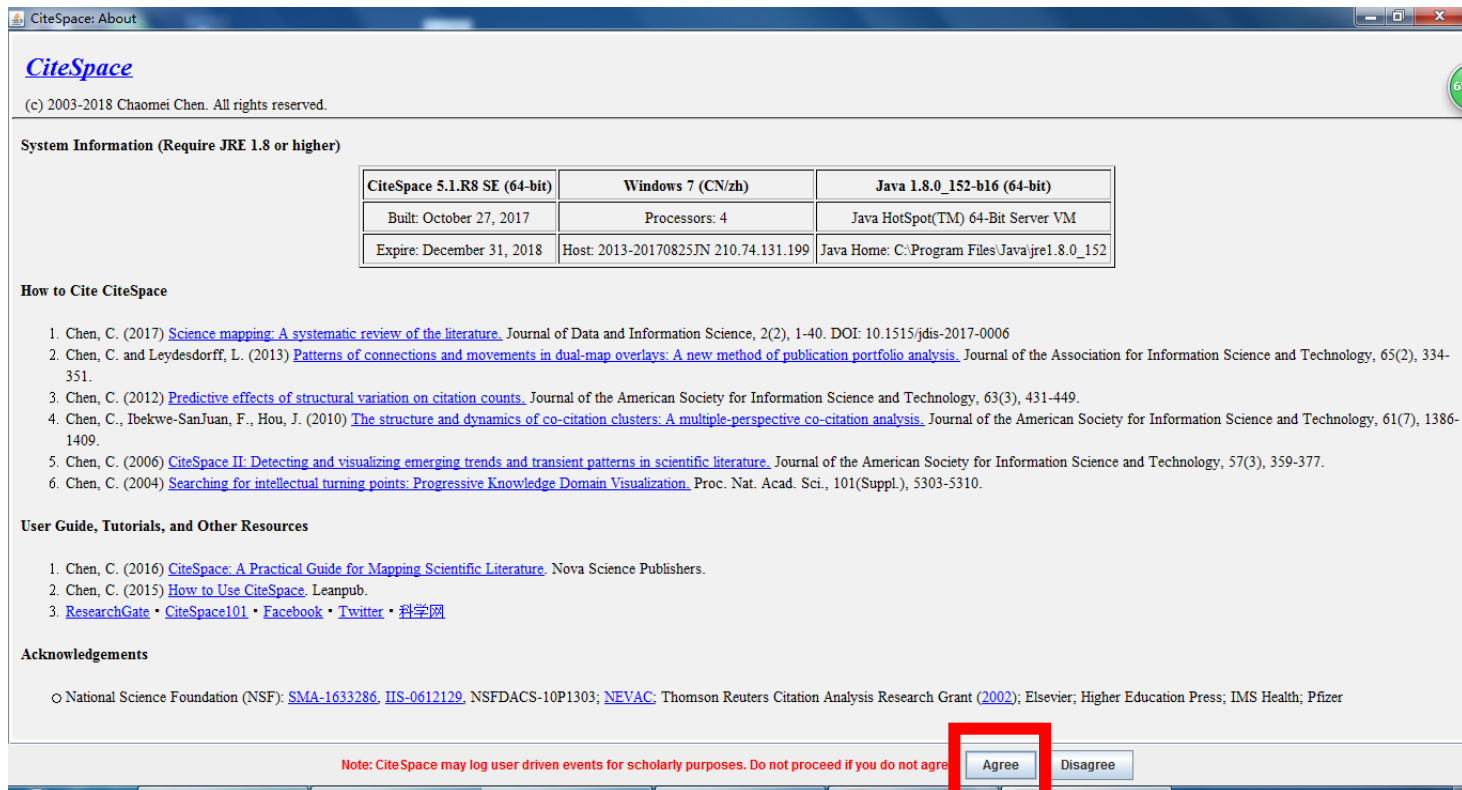 CiteSpace: About
CiteSpace
(c) 2003-2018 Chaomei Chen. All rights reserved.
System Information (Require JRE 1.8 or higher)
CiteSpace 5.1.R8 SE (64-bit) Windows 7 (CN/zh) Java 1.8.0_152-b16 (64-bit)
Built: October 27, 2017 Processors: 4 Java HotSpot(TM) 64-Bit Server VM
Expire: December 31, 2018 Host: 2013-20170825JN 210.74.131.199 Java Home: C:\Program Files\Java\jre1.8.0_152
How to Cite CiteSpace
1. Chen, C. (2017) Science mapping: A systematic review of the literature. Journal of Data and Information Science, 2(2), 1-40. DOI: 10.1515/jdis-2017-0006
2. Chen, C. and Leydesdorff, L. (2013) Patterns of connections and movements in dual-map overlays: A new method of publication portfolio analysis. Journal of the Association for Information Science and Technology, 65(2), 334-
351.
3. Chen, C. (2012) Predictive effects of structural variation on citation counts. Journal of the American Society for Information Science and Technology, 63(3), 431-449.
4. Chen, C., Ibekwe-SanJuan, F., Hou, J. (2010) The structure and dynamics of co-citation clusters: A multiple-perspective co-citation analysis. Journal of the American Society for Information Science and Technology, 61(7), 1386-
1409.
5. Chen, C. (2006) CiteSpace II: Detecting and visualizing emerging trends and transient patterns in scientific literature. Journal of the American Society for Information Science and Technology, 57(3), 359-377.
6. Chen, C. (2004) Searching for intellectual turning points: Progressive Knowledge Domain Visualization. Proc. Nat. Acad. Sci., 101(Suppl.), 5303-5310.
User Guide, Tutorials, and Other Resources
1. Chen, C. (2016) CiteSpace: A Practical Guide for Mapping Scientific Literature. Nova Science Publishers.
2. Chen, C. (2015) How to Use CiteSpace. Leanpub.
3. ResearchGate • CiteSpace101 • Facebook • Twitter • 科学网
Acknowledgements
National Science Foundation (NSF): SMA-1633286, IIS-0612129, NSFDACS-10P1303; NEVAC; Thomson Reuters Citation Analysis Research Grant (2002); Elsevier; Higher Education Press; IMS Health; Pfizer
Note: CiteSpace may log user driven events for scholarly purposes. Do not proceed if you do not agre Agree Disagree